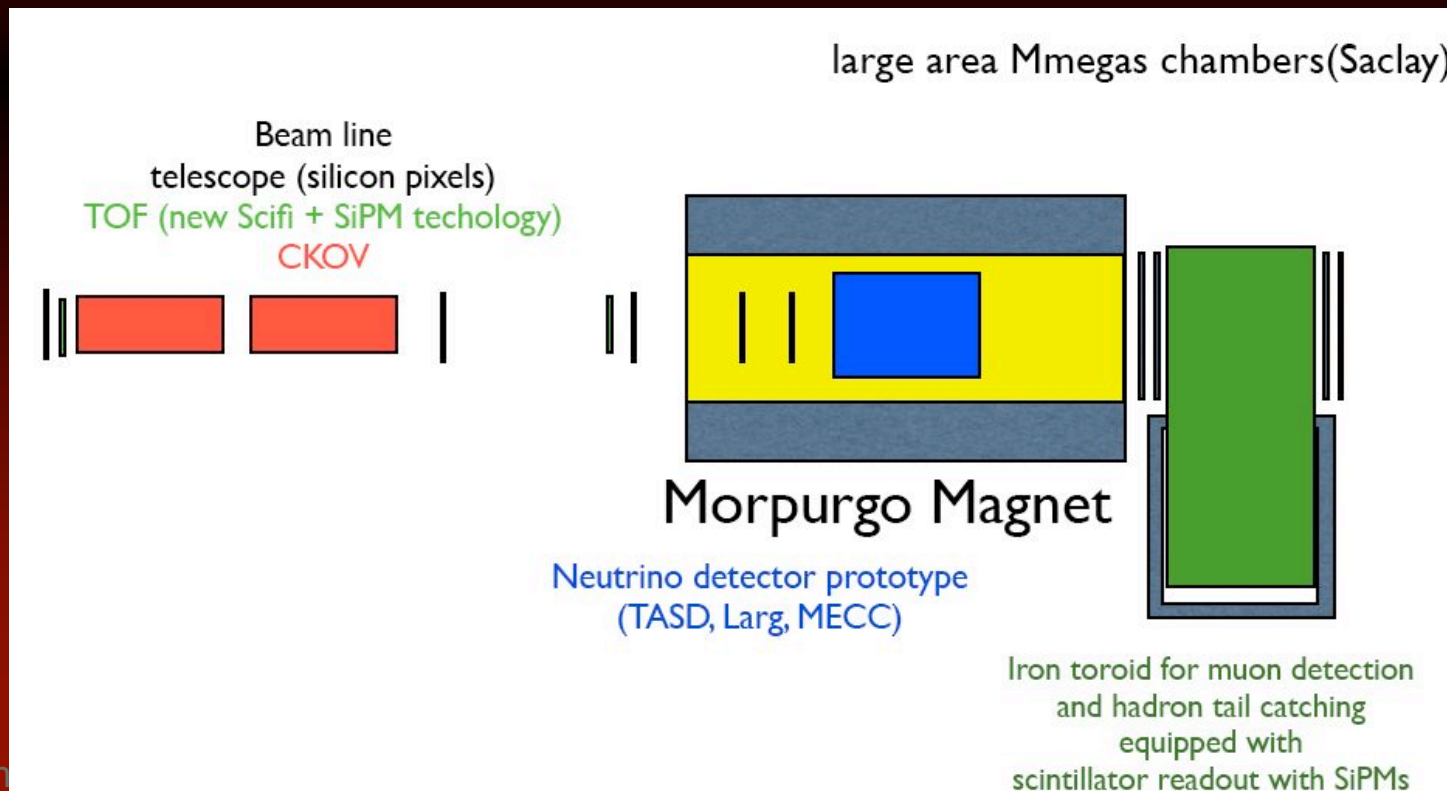 large area Mmegas chambers(Saclay)
Beam line
telescope (silicon pixels)
TOF (new Scifi + SiPM techology)
CKOV
Morpurgo Magnet
Neutrino detector prototype
(TASD, Larg, MECC)
Iron toroid for muon detection
and hadron tail catching
equipped with
scintillator readout with SiPMs